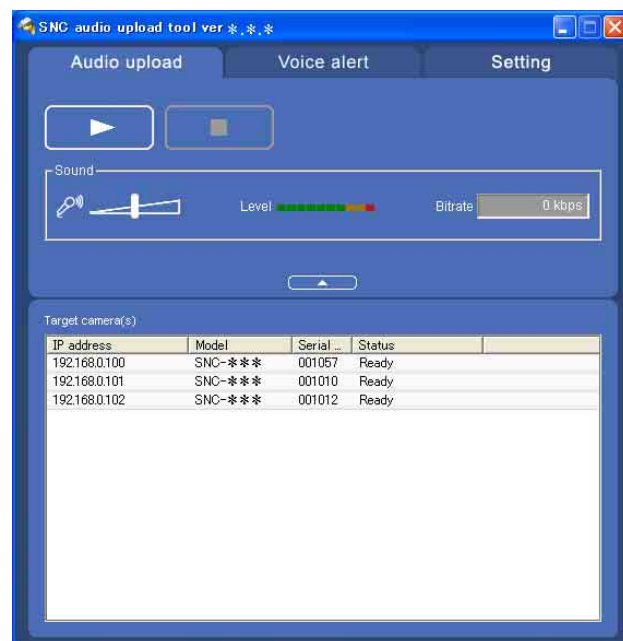 SNC audio upload tool ver *.*.*
Audio upload Voice alert Setting
Sound
Level Bitrate 0 kbps
Target camera(s)
IP address Model Serial ... Status
192.168.0.100 SNC-*** 001057 Ready
192.168.0.101 SNC-*** 001010 Ready
192.168.0.102 SNC-*** 001012 Ready